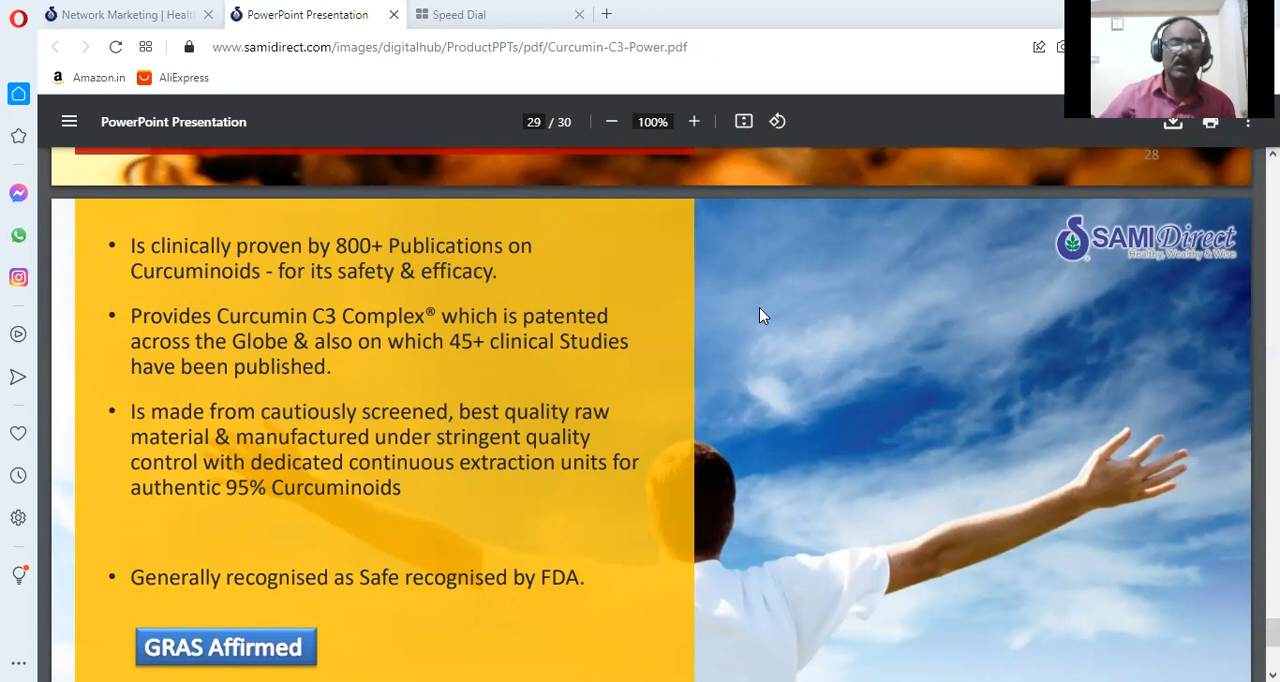 Network Marketing | Healt
PowerPoint Presentation
Speed Dial
www.samidirect.com/images/digitalhub/ProductPPTs/pdf/Curcumin-C3-Power.pdf
Amazon.in
AliExpress
PowerPoint Presentation
29 / 30
100%
28
• Is clinically proven by 800+ Publications on
Curcuminoids - for its safety & efficacy.
• Provides Curcumin C3 Complex® which is patented
across the Globe & also on which 45+ clinical Studies
have been published.
• Is made from cautiously screened, best quality raw
material & manufactured under stringent quality
control with dedicated continuous extraction units for
authentic 95% Curcuminoids
• Generally recognised as Safe recognised by FDA.
GRAS Affirmed
SAMI Direct
Healthy, Wealthy & Wise